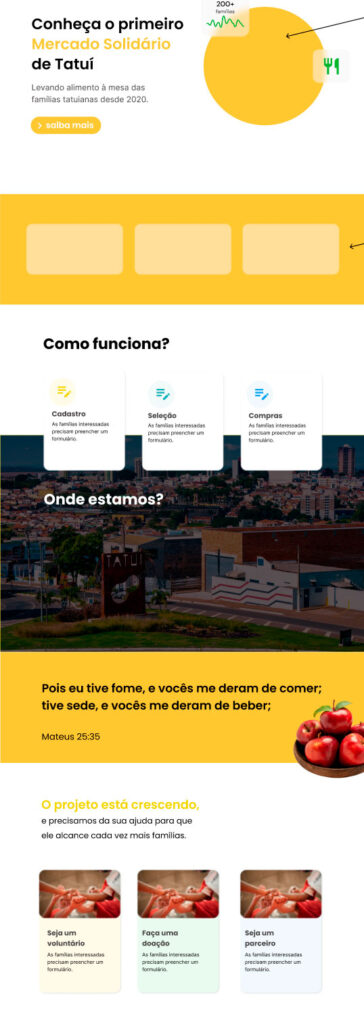 200+
famílias
Conheça o primeiro
Mercado Solidário
de Tatuí
Levando alimento à mesa das
famílias tatuianas desde 2020.
> saiba mais
Como funciona?
Cadastro
As famílias interessadas
precisam preencher um
formulário.
Seleção
As famílias interessadas
precisam preencher um
formulário.
Compras
As famílias interessadas
precisam preencher um
formulário.
Onde estamos?
TATUÍ
Pois eu tive fome, e vocês me deram de comer;
tive sede, e vocês me deram de beber;
Mateus 25:35
O projeto está crescendo,
e precisamos da sua ajuda para que
ele alcance cada vez mais famílias.
Seja um
voluntário
As famílias interessadas
precisam preencher um
formulário.
Faça uma
doação
As famílias interessadas
precisam preencher um
formulário.
Seja um
parceiro
As famílias interessadas
precisam preencher um
formulário.